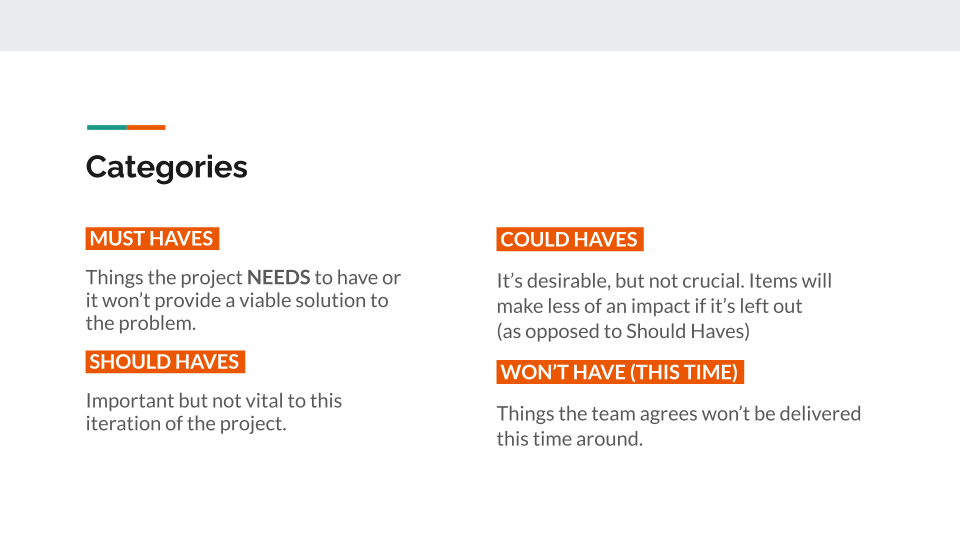 Categories
MUST HAVES
Things the project NEEDS to have or
it won’t provide a viable solution to
the problem.
SHOULD HAVES
Important but not vital to this
iteration of the project.
COULD HAVES
It’s desirable, but not crucial. Items will
make less of an impact if it’s left out
(as opposed to Should Haves)
WON’T HAVE (THIS TIME)
Things the team agrees won’t be delivered
this time around.